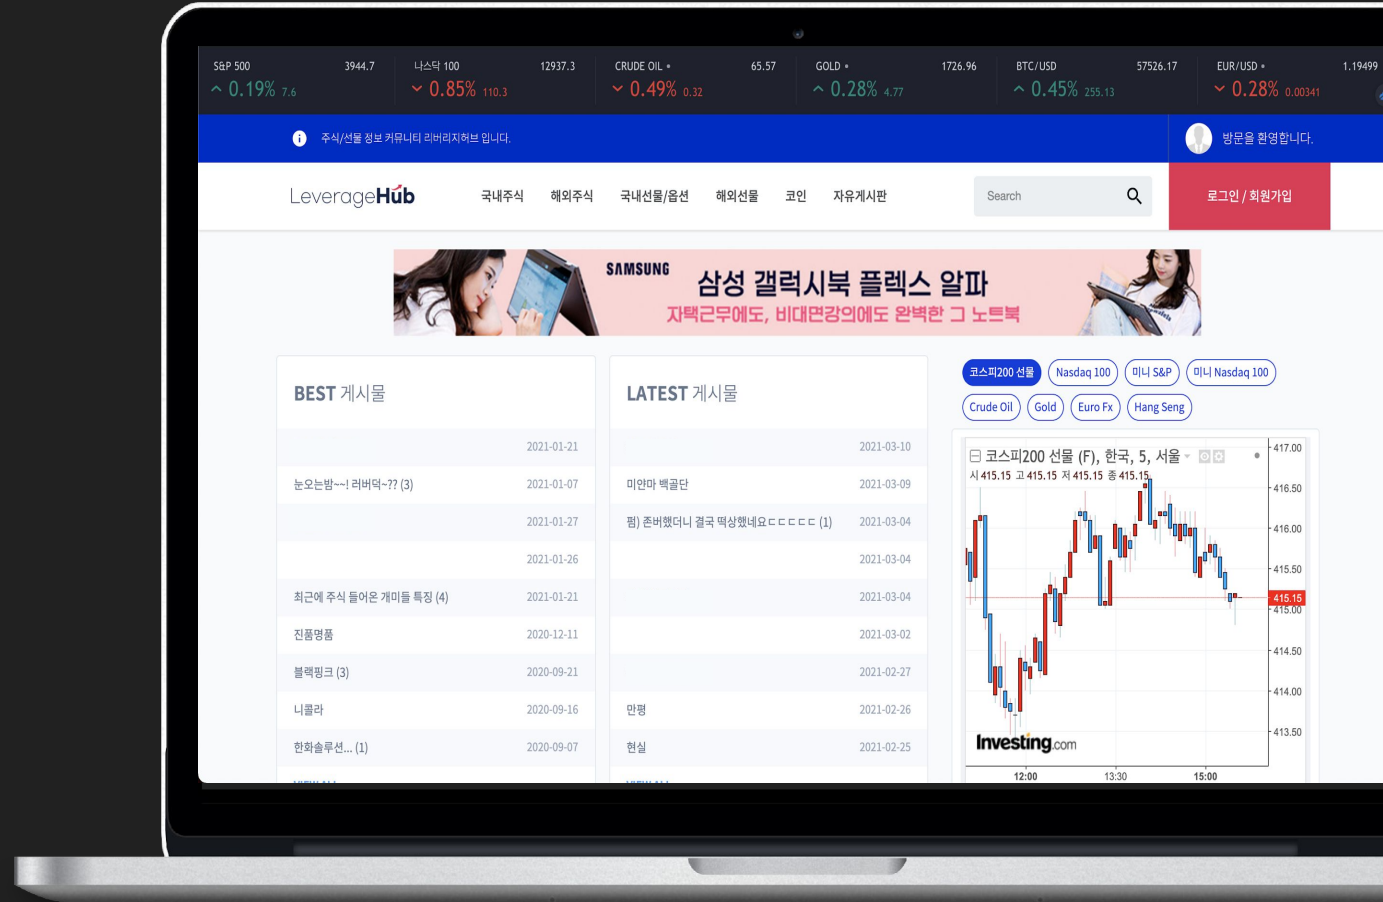 S&P 500 3944.7 나스닥 100 12937.3 CRUDE OIL 65.57 GOLD 1726.96 BTC/USD 57526.17 EUR/USD 1.19499
0.19% 7.6 0.85% 110.3 0.49% 0.32 0.28% 4.77 0.45% 255.13 0.28% 0.00341
주식/선물 정보 커뮤니티 리버리지허브 입니다. 방문을 환영합니다.
LeverageHub 국내주식 해외주식 국내선물/옵션 해외선물 코인 자유게시판 Search 로그인 / 회원가입
SAMSUNG
삼성 갤럭시북 플렉스 알파
자택근무에도, 비대면강의에도 완벽한 그 노트북
BEST 게시물
2021-01-21
눈오는밤~~! 러버덕~?? (3) 2021-01-07
2021-01-27
2021-01-26
최근에 주식 들어온 개미들 특징 (4) 2021-01-21
진품명품 2020-12-11
블랙핑크 (3) 2020-09-21
니콜라 2020-09-16
한화솔루션... (1) 2020-09-07
LATEST 게시물
2021-03-10
미얀마 백골단 2021-03-09
펌) 존버했더니 결국 떡상했네요ㄷㄷㄷㄷㄷ (1) 2021-03-04
2021-03-04
2021-03-04
2021-03-02
2021-02-27
만평 2021-02-26
현실 2021-02-25
코스피200 선물 Nasdaq 100 미니 S&P 미니 Nasdaq 100
Crude Oil Gold Euro Fx Hang Seng
코스피200 선물 (F), 한국, 5, 서울
시 415.15 고 415.15 저 415.15 종 415.15
417.00
416.50
416.00
415.50
415.15
415.00
414.50
414.00
413.50
Investing.com
12:00 13:30 15:00